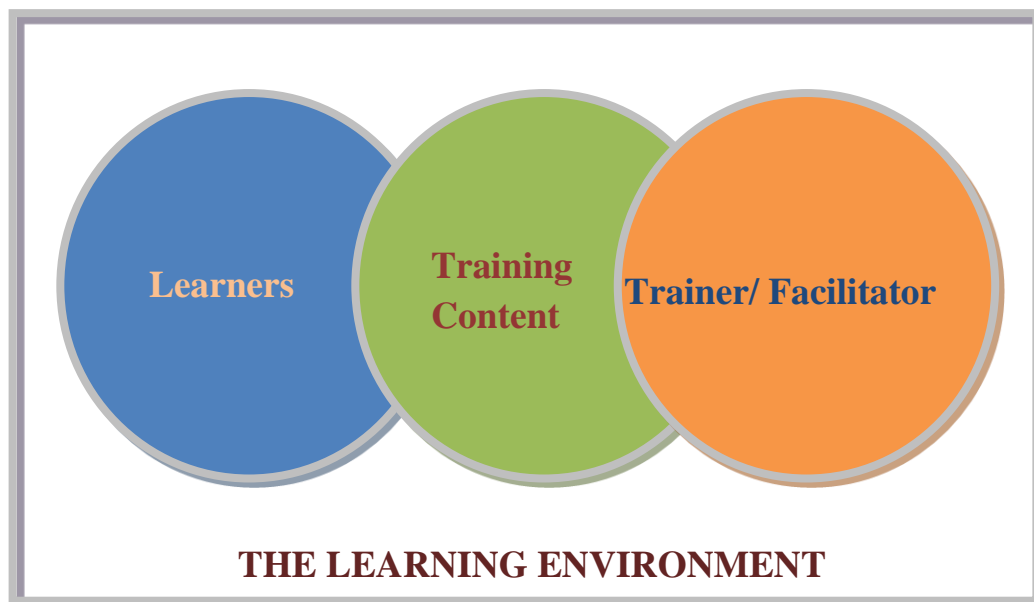 Learners
Training
Content
Trainer/ Facilitator
THE LEARNING ENVIRONMENT